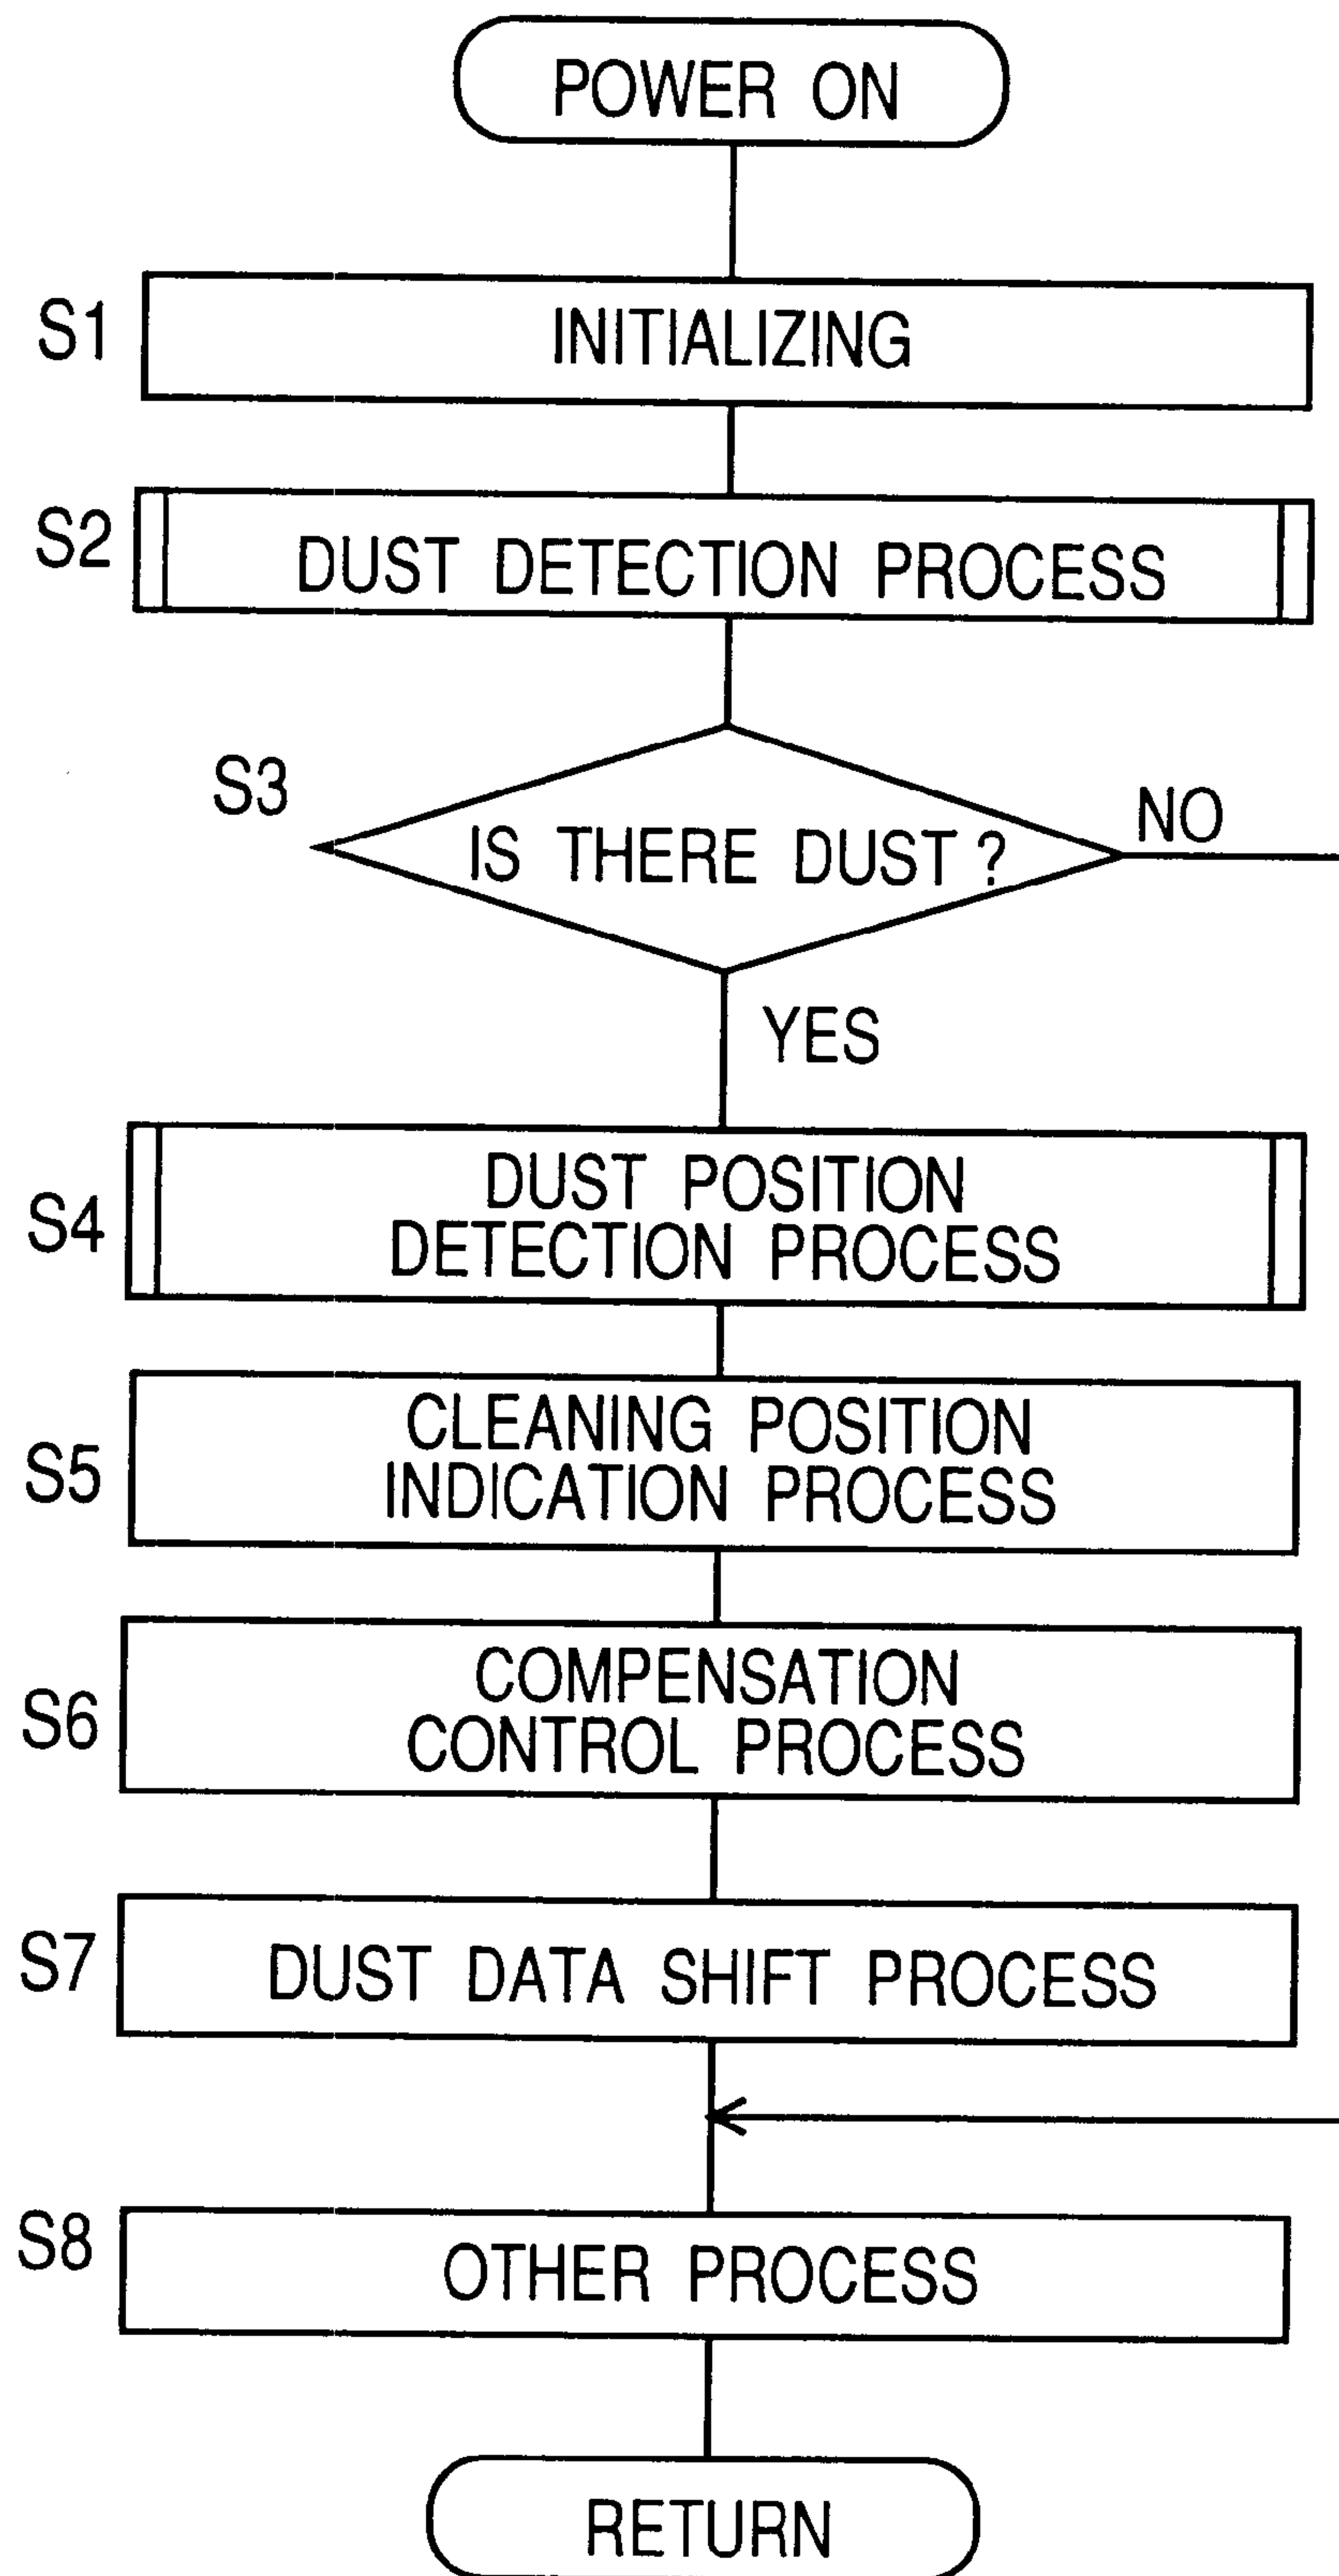 POWER ON
S1
INITIALIZING
S2
DUST DETECTION PROCESS
S3
IS THERE DUST ?
NO
YES
S4
DUST POSITION
DETECTION PROCESS
S5
CLEANING POSITION
INDICATION PROCESS
S6
COMPENSATION
CONTROL PROCESS
S7
DUST DATA SHIFT PROCESS
S8
OTHER PROCESS
RETURN